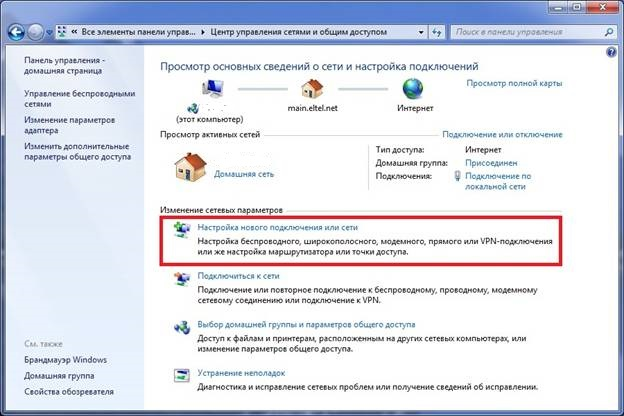 Все элементы панели управ... Центр управления сетями и общим доступом
Поиск в панели управления
Панель управления -
домашняя страница
Управление беспроводными
сетями
Изменение параметров
адаптера
Изменить дополнительные
параметры общего доступа
Просмотр основных сведений о сети и настройка подключений
Просмотр полной карты
(этот компьютер)
main.eltel.net
Интернет
Просмотр активных сетей
Подключение или отключение
Домашняя сеть
Тип доступа: Интернет
Домашняя группа: Присоединен
Подключения: Подключение по
локальной сети
Изменение сетевых параметров
Настройка нового подключения или сети
Настройка беспроводного, широкополосного, модемного, прямого или VPN-подключения
или же настройка маршрутизатора или точки доступа.
Подключиться к сети
Подключение или повторное подключение к беспроводному, проводному, модемному
сетевому соединению или подключение к VPN.
Выбор домашней группы и параметров общего доступа
Доступ к файлам и принтерам, расположенным на других сетевых компьютерах, или
изменение параметров общего доступа.
Устранение неполадок
Диагностика и исправление сетевых проблем или получение сведений об исправлении.
См. также
Брандмауэр Windows
Домашняя группа
Свойства обозревателя